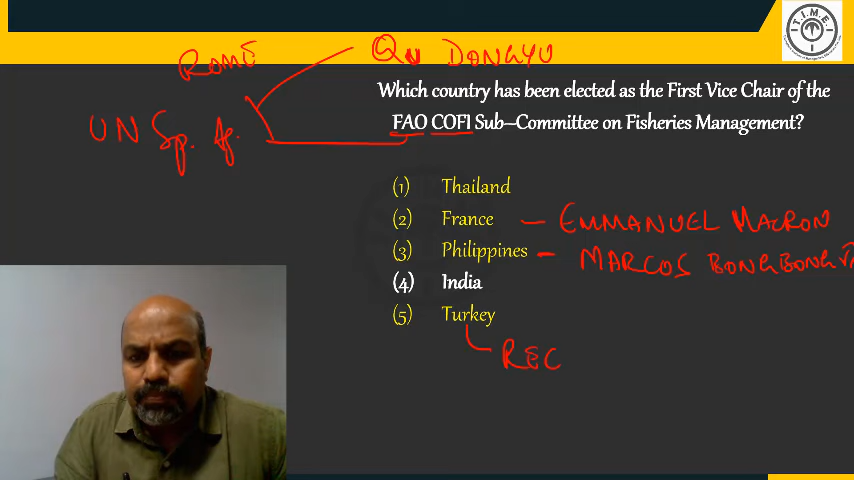 T.I.M.E.
ROME
QU DONGYU
Which country has been elected as the First Vice Chair of the
UN Sp. Ag.
FAO COFI Sub–Committee on Fisheries Management?
(1) Thailand
(2) France – EMMANUEL MACRON
(3) Philippines – MARCOS BONGBONG
(4) India
(5) Turkey
REC